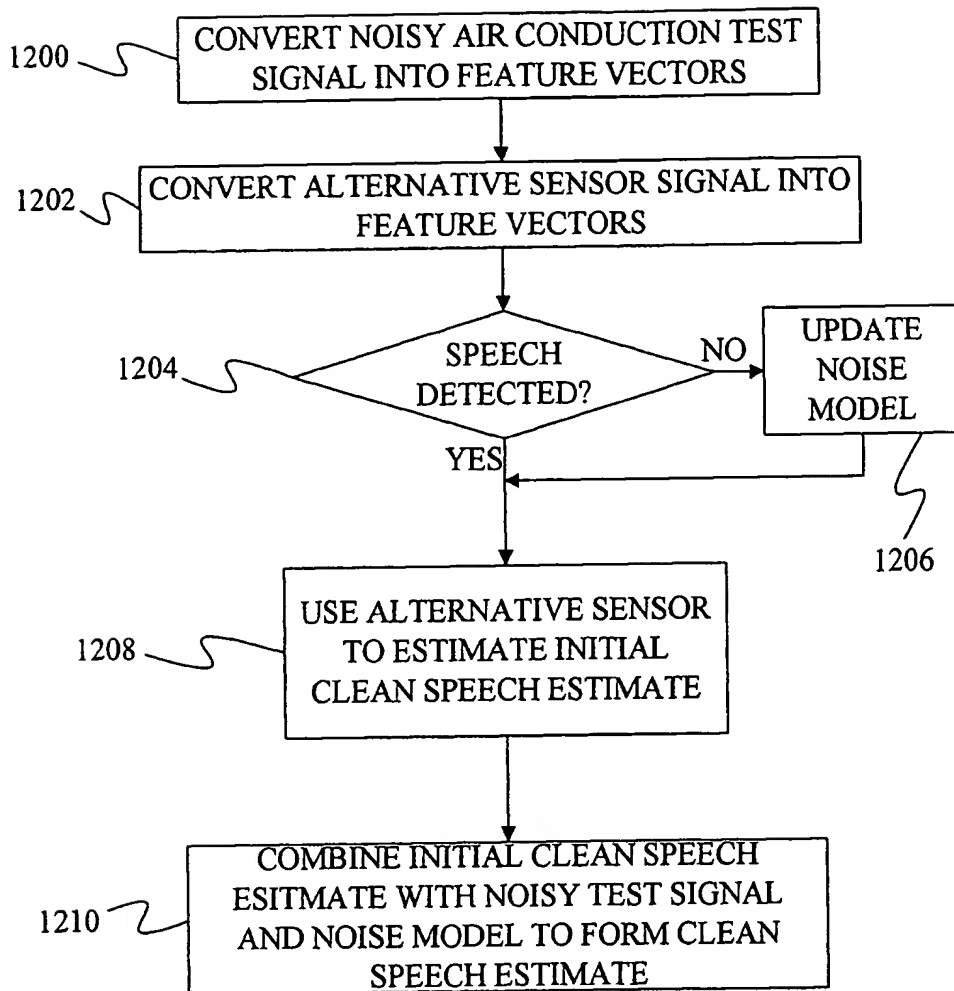 1200
CONVERT NOISY AIR CONDUCTION TEST
SIGNAL INTO FEATURE VECTORS
1202
CONVERT ALTERNATIVE SENSOR SIGNAL INTO
FEATURE VECTORS
1204
SPEECH
DETECTED?
NO
UPDATE
NOISE
MODEL
YES
1206
1208
USE ALTERNATIVE SENSOR
TO ESTIMATE INITIAL
CLEAN SPEECH ESTIMATE
1210
COMBINE INITIAL CLEAN SPEECH
ESITMATE WITH NOISY TEST SIGNAL
AND NOISE MODEL TO FORM CLEAN
SPEECH ESTIMATE